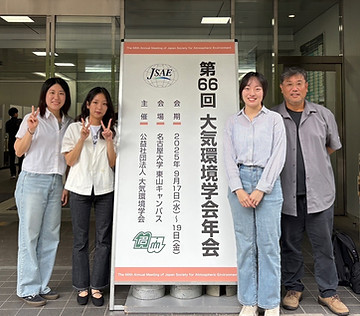 The 66th Annual Meeting of Japan Society for Atmospheric Environment
JSAE
第66回 大気環境学会年会
会期 2025年9月17日(水)~19日(金)
会場 名古屋大学 東山キャンパス
主催 公益社団法人 大気環境学会
The 66th Annual Meeting of Japan Society for Atmospheric Environment